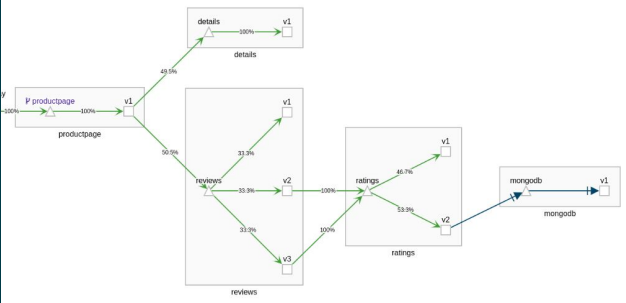 details
v1
100%
details
49.5%
y
productpage
v1
100%
100%
productpage
50.5%
v1
33.3%
reviews
v2
33.3%
100%
33.3%
v3
100%
reviews
v1
46.7%
ratings
53.3%
v2
ratings
mongodb
v1
mongodb